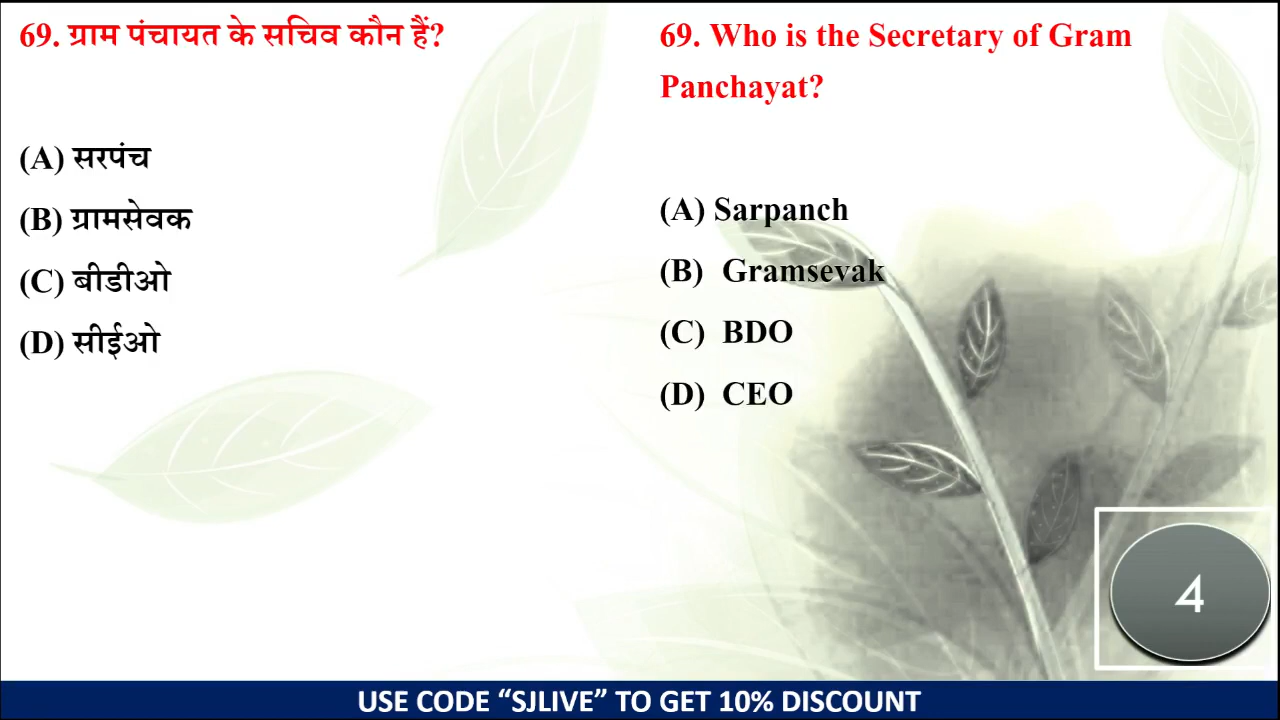 69. ग्राम पंचायत के सचिव कौन हैं?
(A) सरपंच
(B) ग्रामसेवक
(C) बीडीओ
(D) सीईओ
69. Who is the Secretary of Gram
Panchayat?
(A) Sarpanch
(B) Gramsevak
(C) BDO
(D) CEO
4
USE CODE “SJLIVE” TO GET 10% DISCOUNT